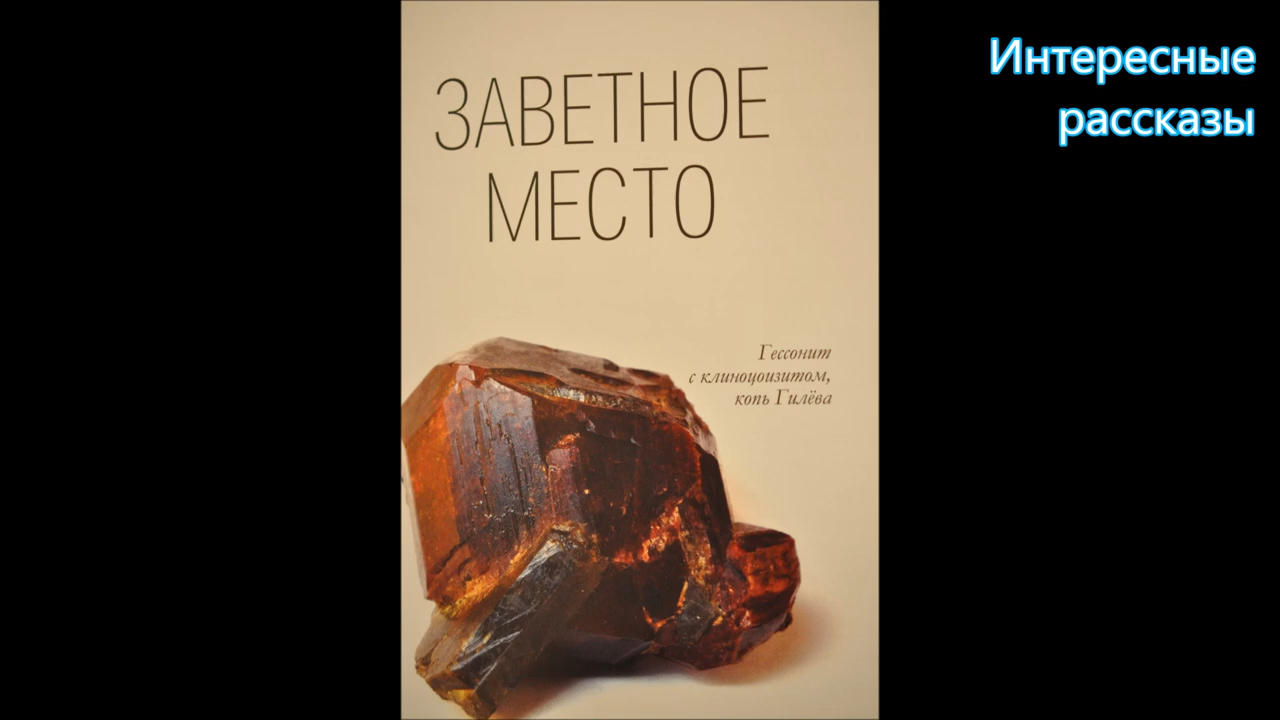 ЗАВЕТНОЕ
МЕСТО
Гессонит
с клиноцоизитом,
копь Гилёва
Интересные
рассказы